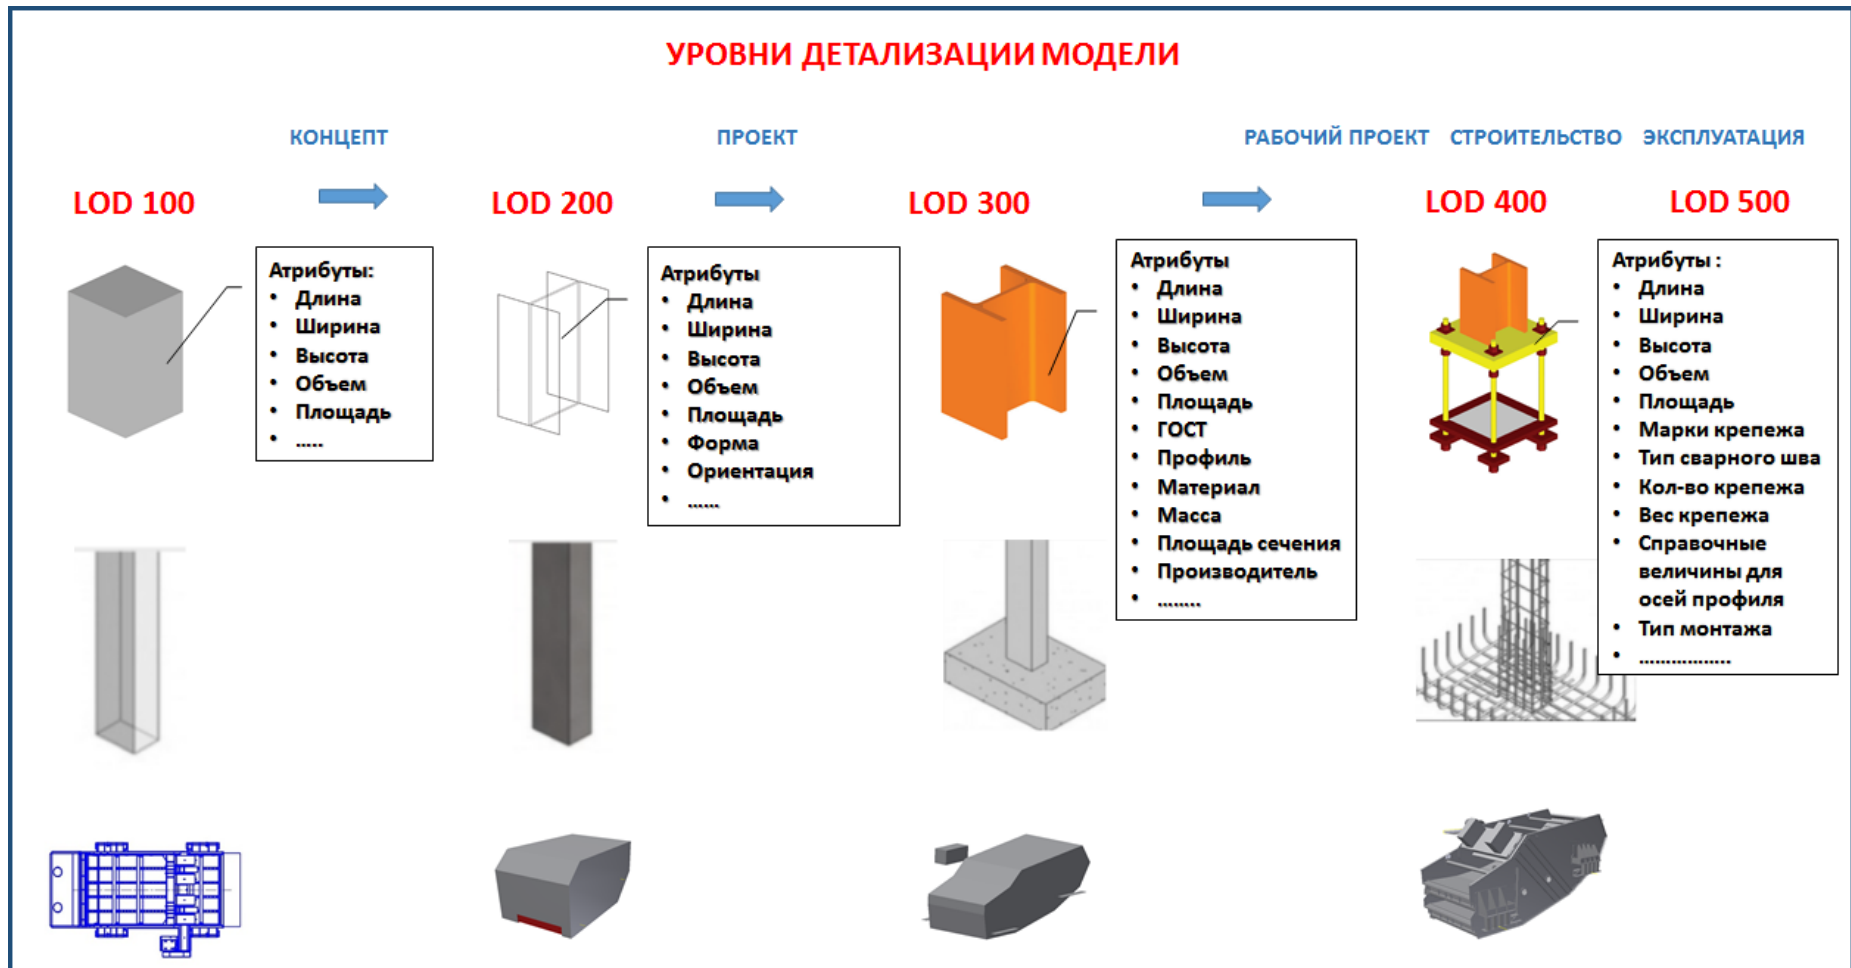 УРОВНИ ДЕТАЛИЗАЦИИ МОДЕЛИ
КОНЦЕПТ
ПРОЕКТ
РАБОЧИЙ ПРОЕКТ
СТРОИТЕЛЬСТВО
ЭКСПЛУАТАЦИЯ
LOD 100
LOD 200
LOD 300
LOD 400
LOD 500
Атрибуты:
• Длина
• Ширина
• Высота
• Объем
• Площадь
• .....
Атрибуты
• Длина
• Ширина
• Высота
• Объем
• Площадь
• Форма
• Ориентация
• ......
Атрибуты
• Длина
• Ширина
• Высота
• Объем
• Площадь
• ГОСТ
• Профиль
• Материал
• Масса
• Площадь сечения
• Производитель
• ........
Атрибуты :
• Длина
• Ширина
• Высота
• Объем
• Площадь
• Марки крепежа
• Тип сварного шва
• Кол-во крепежа
• Вес крепежа
• Справочные
величины для
осей профиля
• Тип монтажа
• .................